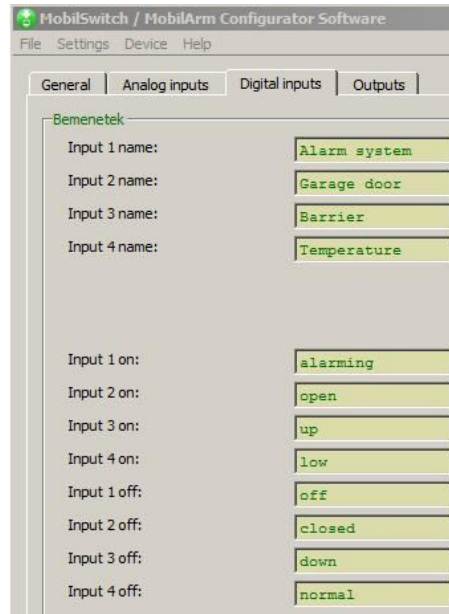 MobilSwitch / MobilArm Configurator Software
File Settings Device Help
General Analog inputs Digital inputs Outputs
Bemenetek
Input 1 name: Alarm system
Input 2 name: Garage door
Input 3 name: Barrier
Input 4 name: Temperature
Input 1 on: alarming
Input 2 on: open
Input 3 on: up
Input 4 on: low
Input 1 off: off
Input 2 off: closed
Input 3 off: down
Input 4 off: normal